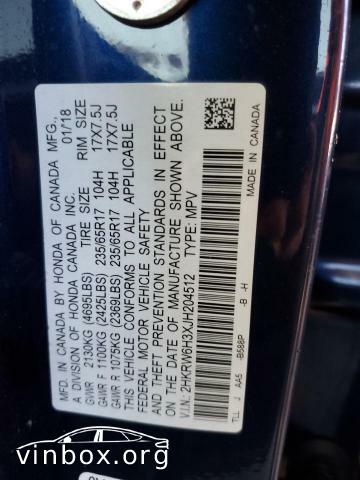 MFD. IN CANADA BY HONDA OF CANADA MFG.,
A DIVISION OF HONDA CANADA INC. 01/18
TIRE SIZE RIM SIZE
GVWR 2130KG (4695LBS)
GAWR F 1100KG (2425LBS) 235/65R17 104H 17X7.5J
GAWR R 1075KG (2369LBS) 235/65R17 104H 17X7.5J
THIS VEHICLE CONFORMS TO ALL APPLICABLE
FEDERAL MOTOR VEHICLE SAFETY
AND THEFT PREVENTION STANDARDS IN EFFECT
ON THE DATE OF MANUFACTURE SHOWN ABOVE.
V.I.N: 2HKRW6H3XJH204512 TYPE: MPV
TLL J AA5 -B588P -B -H MADE IN CANADA
vinbox.org